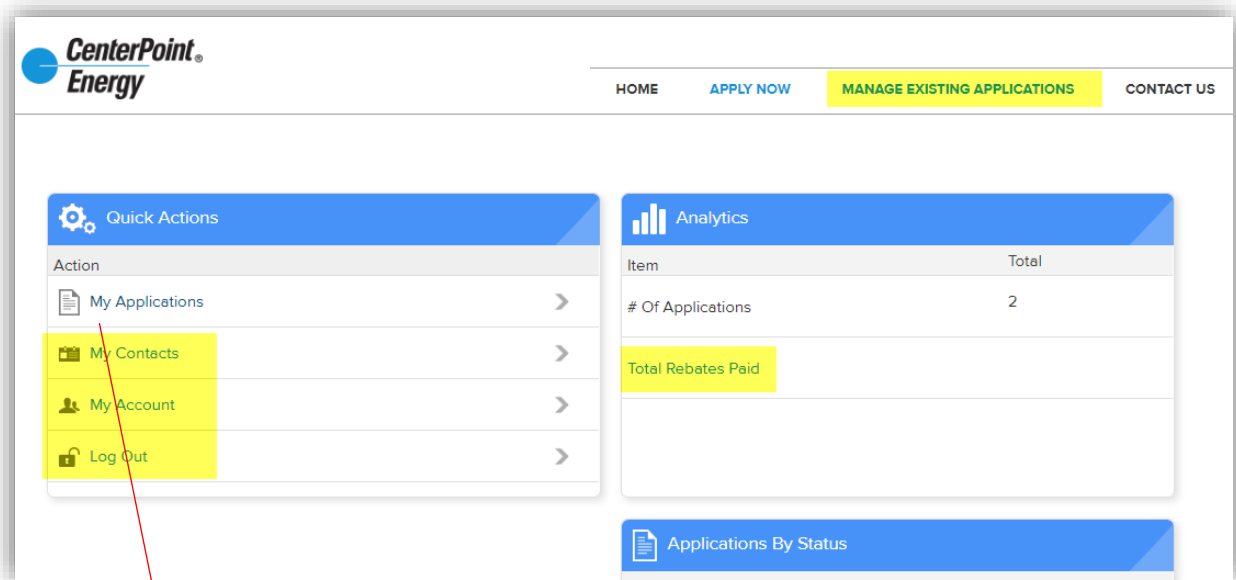 CenterPoint®
Energy
HOME APPLY NOW MANAGE EXISTING APPLICATIONS CONTACT US
Quick Actions
Action
My Applications
My Contacts
My Account
Log Out
Analytics
Item Total
# Of Applications 2
Total Rebates Paid
Applications By Status